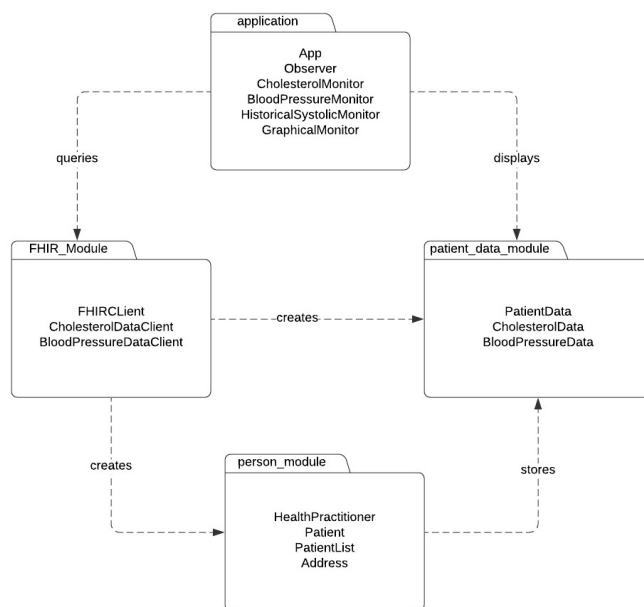 application
App
Observer
CholesterolMonitor
BloodPressureMonitor
HistoricalSystolicMonitor
GraphicalMonitor
queries
displays
FHIR_Module
FHIRCLient
CholesterolDataClient
BloodPressureDataClient
creates
patient_data_module
PatientData
CholesterolData
BloodPressureData
creates
person_module
HealthPractitioner
Patient
PatientList
Address
stores